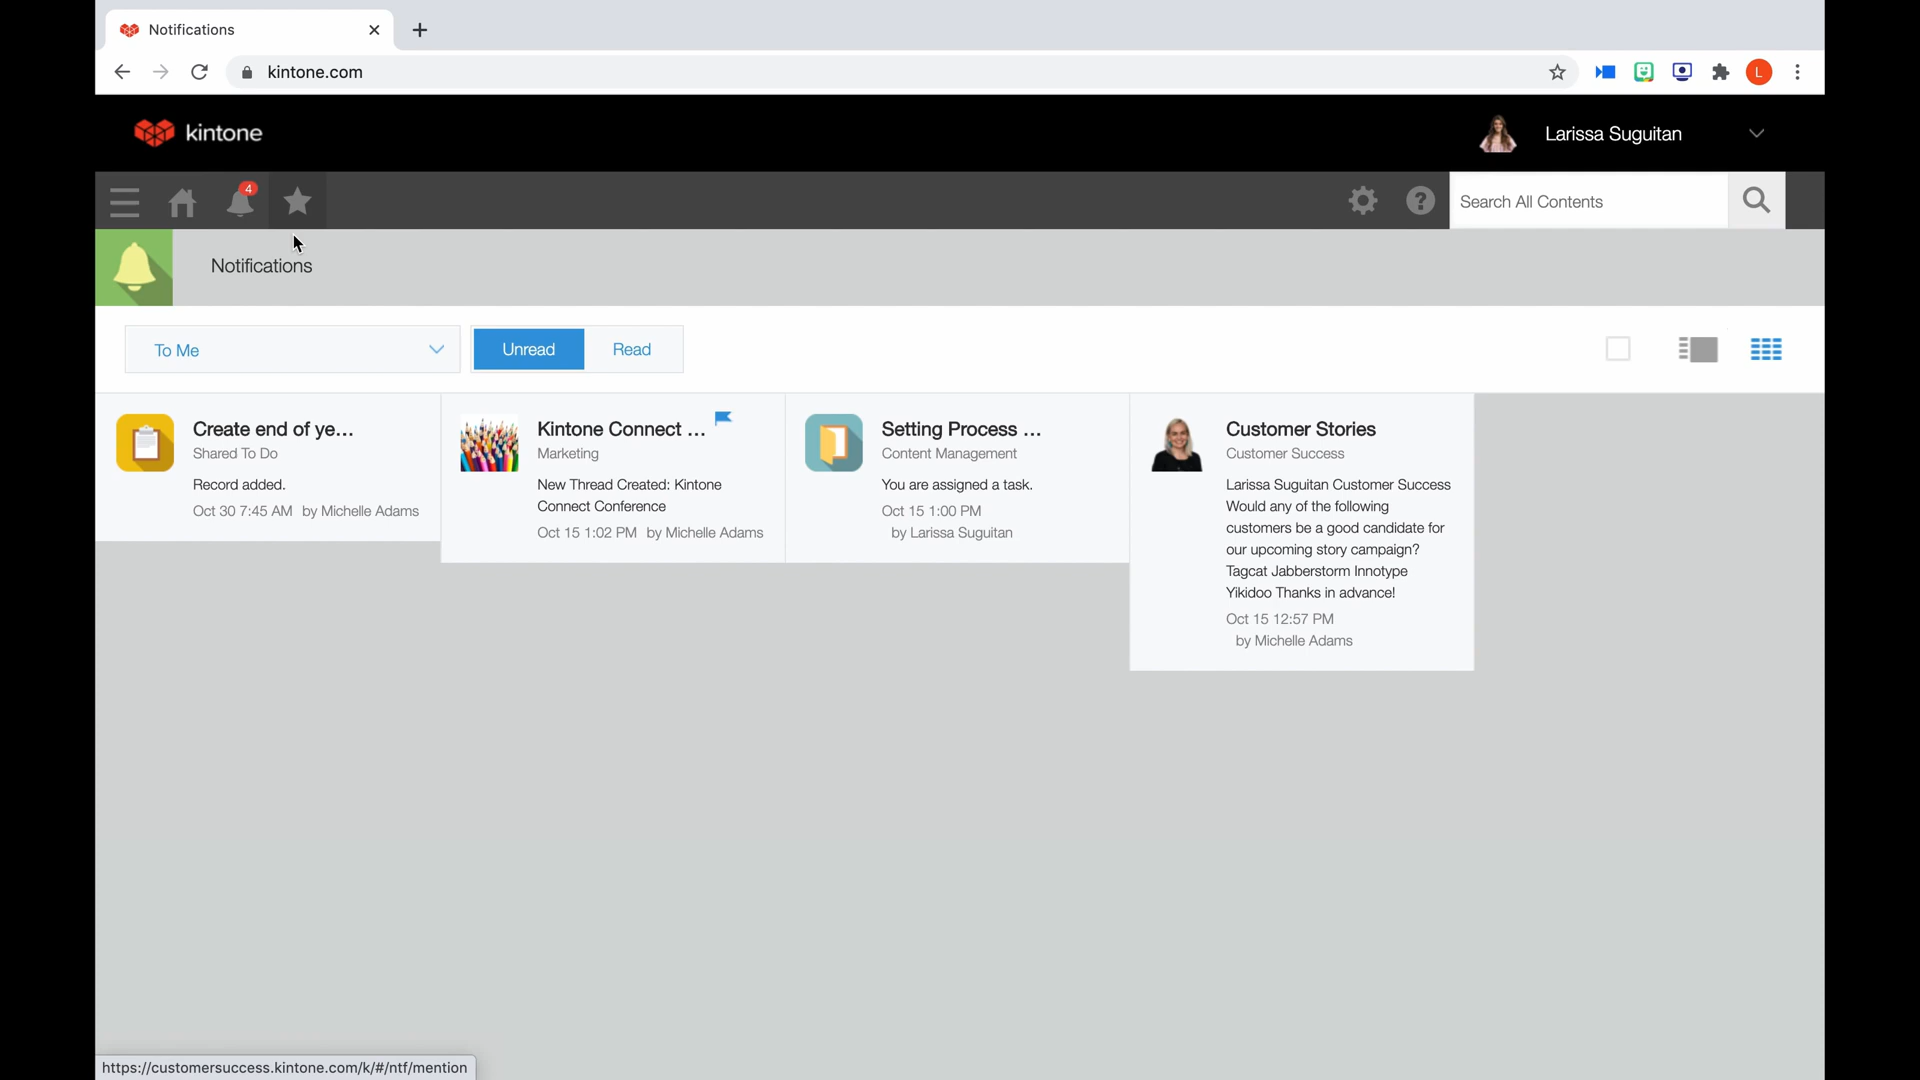 Notifications
kintone.com
L
kintone
Larissa Suguitan
4
Search All Contents
Notifications
To Me
Unread
Read
Create end of ye...
Shared To Do
Record added.
Oct 30 7:45 AM by Michelle Adams
Kintone Connect ...
Marketing
New Thread Created: Kintone
Connect Conference
Oct 15 1:02 PM by Michelle Adams
Setting Process ...
Content Management
You are assigned a task.
Oct 15 1:00 PM
by Larissa Suguitan
Customer Stories
Customer Success
Larissa Suguitan Customer Success
Would any of the following
customers be a good candidate for
our upcoming story campaign?
Tagcat Jabberstorm Innotype
Yikidoo Thanks in advance!
Oct 15 12:57 PM
by Michelle Adams
https://customersuccess.kintone.com/k/#/ntf/mention